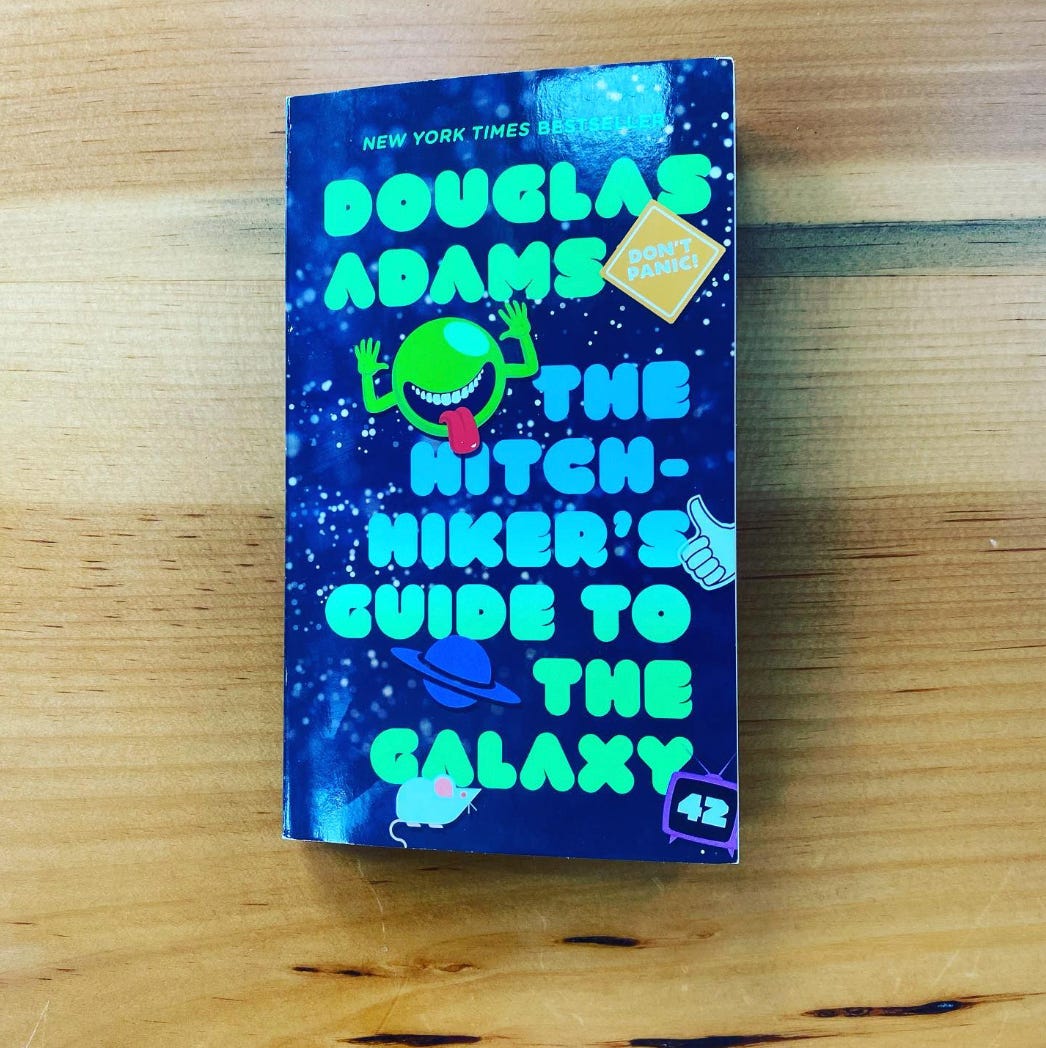 NEW YORK TIMES BESTSELLER
DOUGLAS
ADAMS
DON'T
PANIC!
THE
HITCH-
HIKER'S
GUIDE TO
THE
GALAXY
42